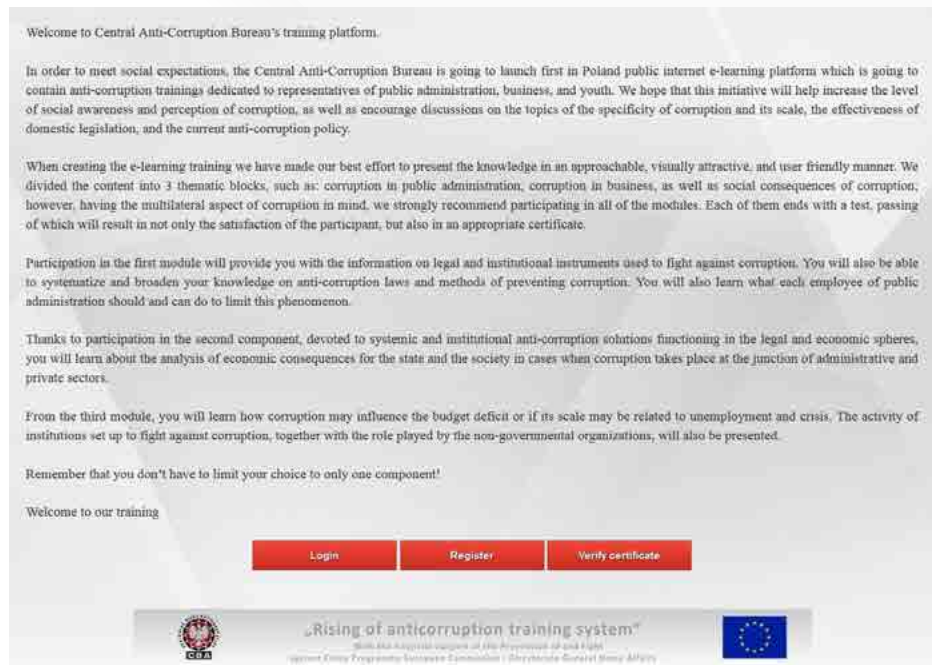 Welcome to Central Anti-Corruption Bureau's training platform.
In order to meet social expectations, the Central Anti-Corruption Bureau is going to launch first in Poland public internet e-learning platform which is going to
contain anti-corruption trainings dedicated to representatives of public administration, business, and youth. We hope that this initiative will help increase the level
of social awareness and perception of corruption, as well as encourage discussions on the topics of the specificity of corruption and its scale, the effectiveness of
domestic legislation, and the current anti-corruption policy.
When creating the e-learning training we have made our best effort to present the knowledge in an approachable, visually attractive, and user friendly manner. We
divided the content into 3 thematic blocks, such as: corruption in public administration, corruption in business, as well as social consequences of corruption;
however, having the multilateral aspect of corruption in mind, we strongly recommend participating in all of the modules. Each of them ends with a test, passing
of which will result in not only the satisfaction of the participant, but also in an appropriate certificate.
Participation in the first module will provide you with the information on legal and institutional instruments used to fight against corruption. You will also be able
to systematize and broaden your knowledge on anti-corruption laws and methods of preventing corruption. You will also learn what each employee of public
administration should and can do to limit this phenomenon.
Thanks to participation in the second component, devoted to systemic and institutional anti-corruption solutions functioning in the legal and economic spheres,
you will learn about the analysis of economic consequences for the state and the society in cases when corruption takes place at the junction of administrative and
private sectors.
From the third module, you will learn how corruption may influence the budget deficit or if its scale may be related to unemployment and crisis. The activity of
institutions set up to fight against corruption, together with the role played by the non-governmental organizations, will also be presented.
Remember that you don't have to limit your choice to only one component!
Welcome to our training
Login Register Verify certificate
„Rising of anticorruption training system"
With the financial support of the Prevention of and Fight
against Crime Programme European Commission - Directorate-General Home Affairs
CBA